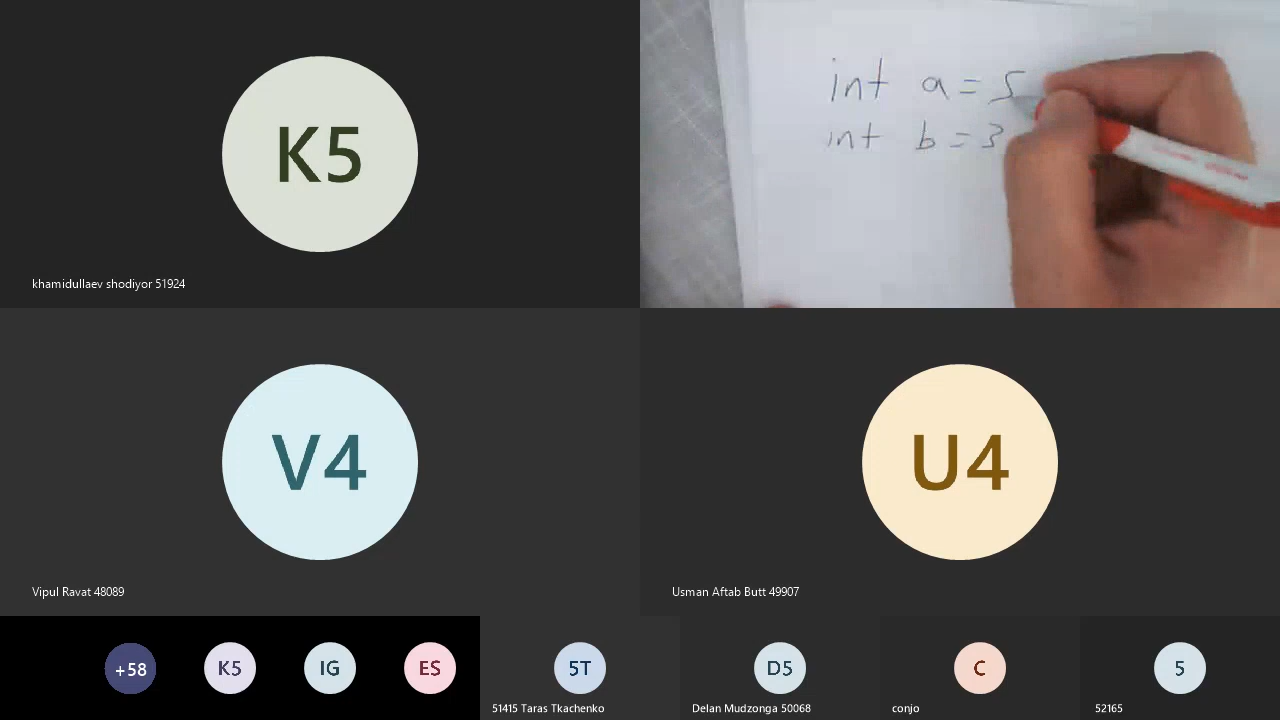 K5
khamidullaev shodiyor 51924
int a = 5
int b = 3
V4
Vipul Ravat 48089
U4
Usman Aftab Butt 49907
+58
K5
IG
ES
5T
51415 Taras Tkachenko
D5
Delan Mudzonga 50068
C
conjo
5
52165